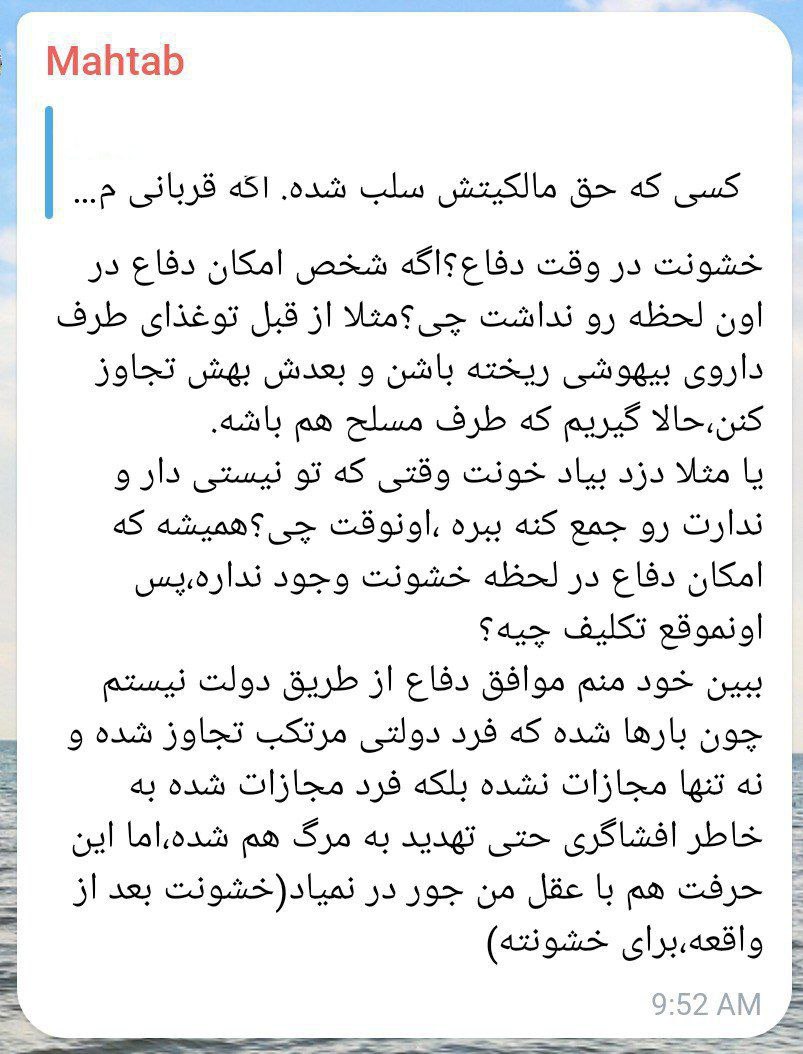 Mahtab
کسی که حق مالکیتش سلب شده. اگه قربانی م...
خشونت در وقت دفاع؟اگه شخص امکان دفاع در
اون لحظه رو نداشت چی؟مثلا از قبل توغذای طرف
داروی بیهوشی ریخته باشن و بعدش بهش تجاوز
کنن،حالا گیریم که طرف مسلح هم باشه.
یا مثلا دزد بیاد خونت وقتی که تو نیستی دار و
ندارت رو جمع کنه ببره ،اونوقت چی؟همیشه که
امکان دفاع در لحظه خشونت وجود نداره،پس
اونموقع تکلیف چیه؟
ببین خود منم موافق دفاع از طریق دولت نیستم
چون بارها شده که فرد دولتی مرتکب تجاوز شده و
نه تنها مجازات نشده بلکه فرد مجازات شده به
خاطر افشاگری حتی تهدید به مرگ هم شده،اما این
حرفت هم با عقل من جور در نمیاد(خشونت بعد از
واقعه،برای خشونته)
9:52 AM